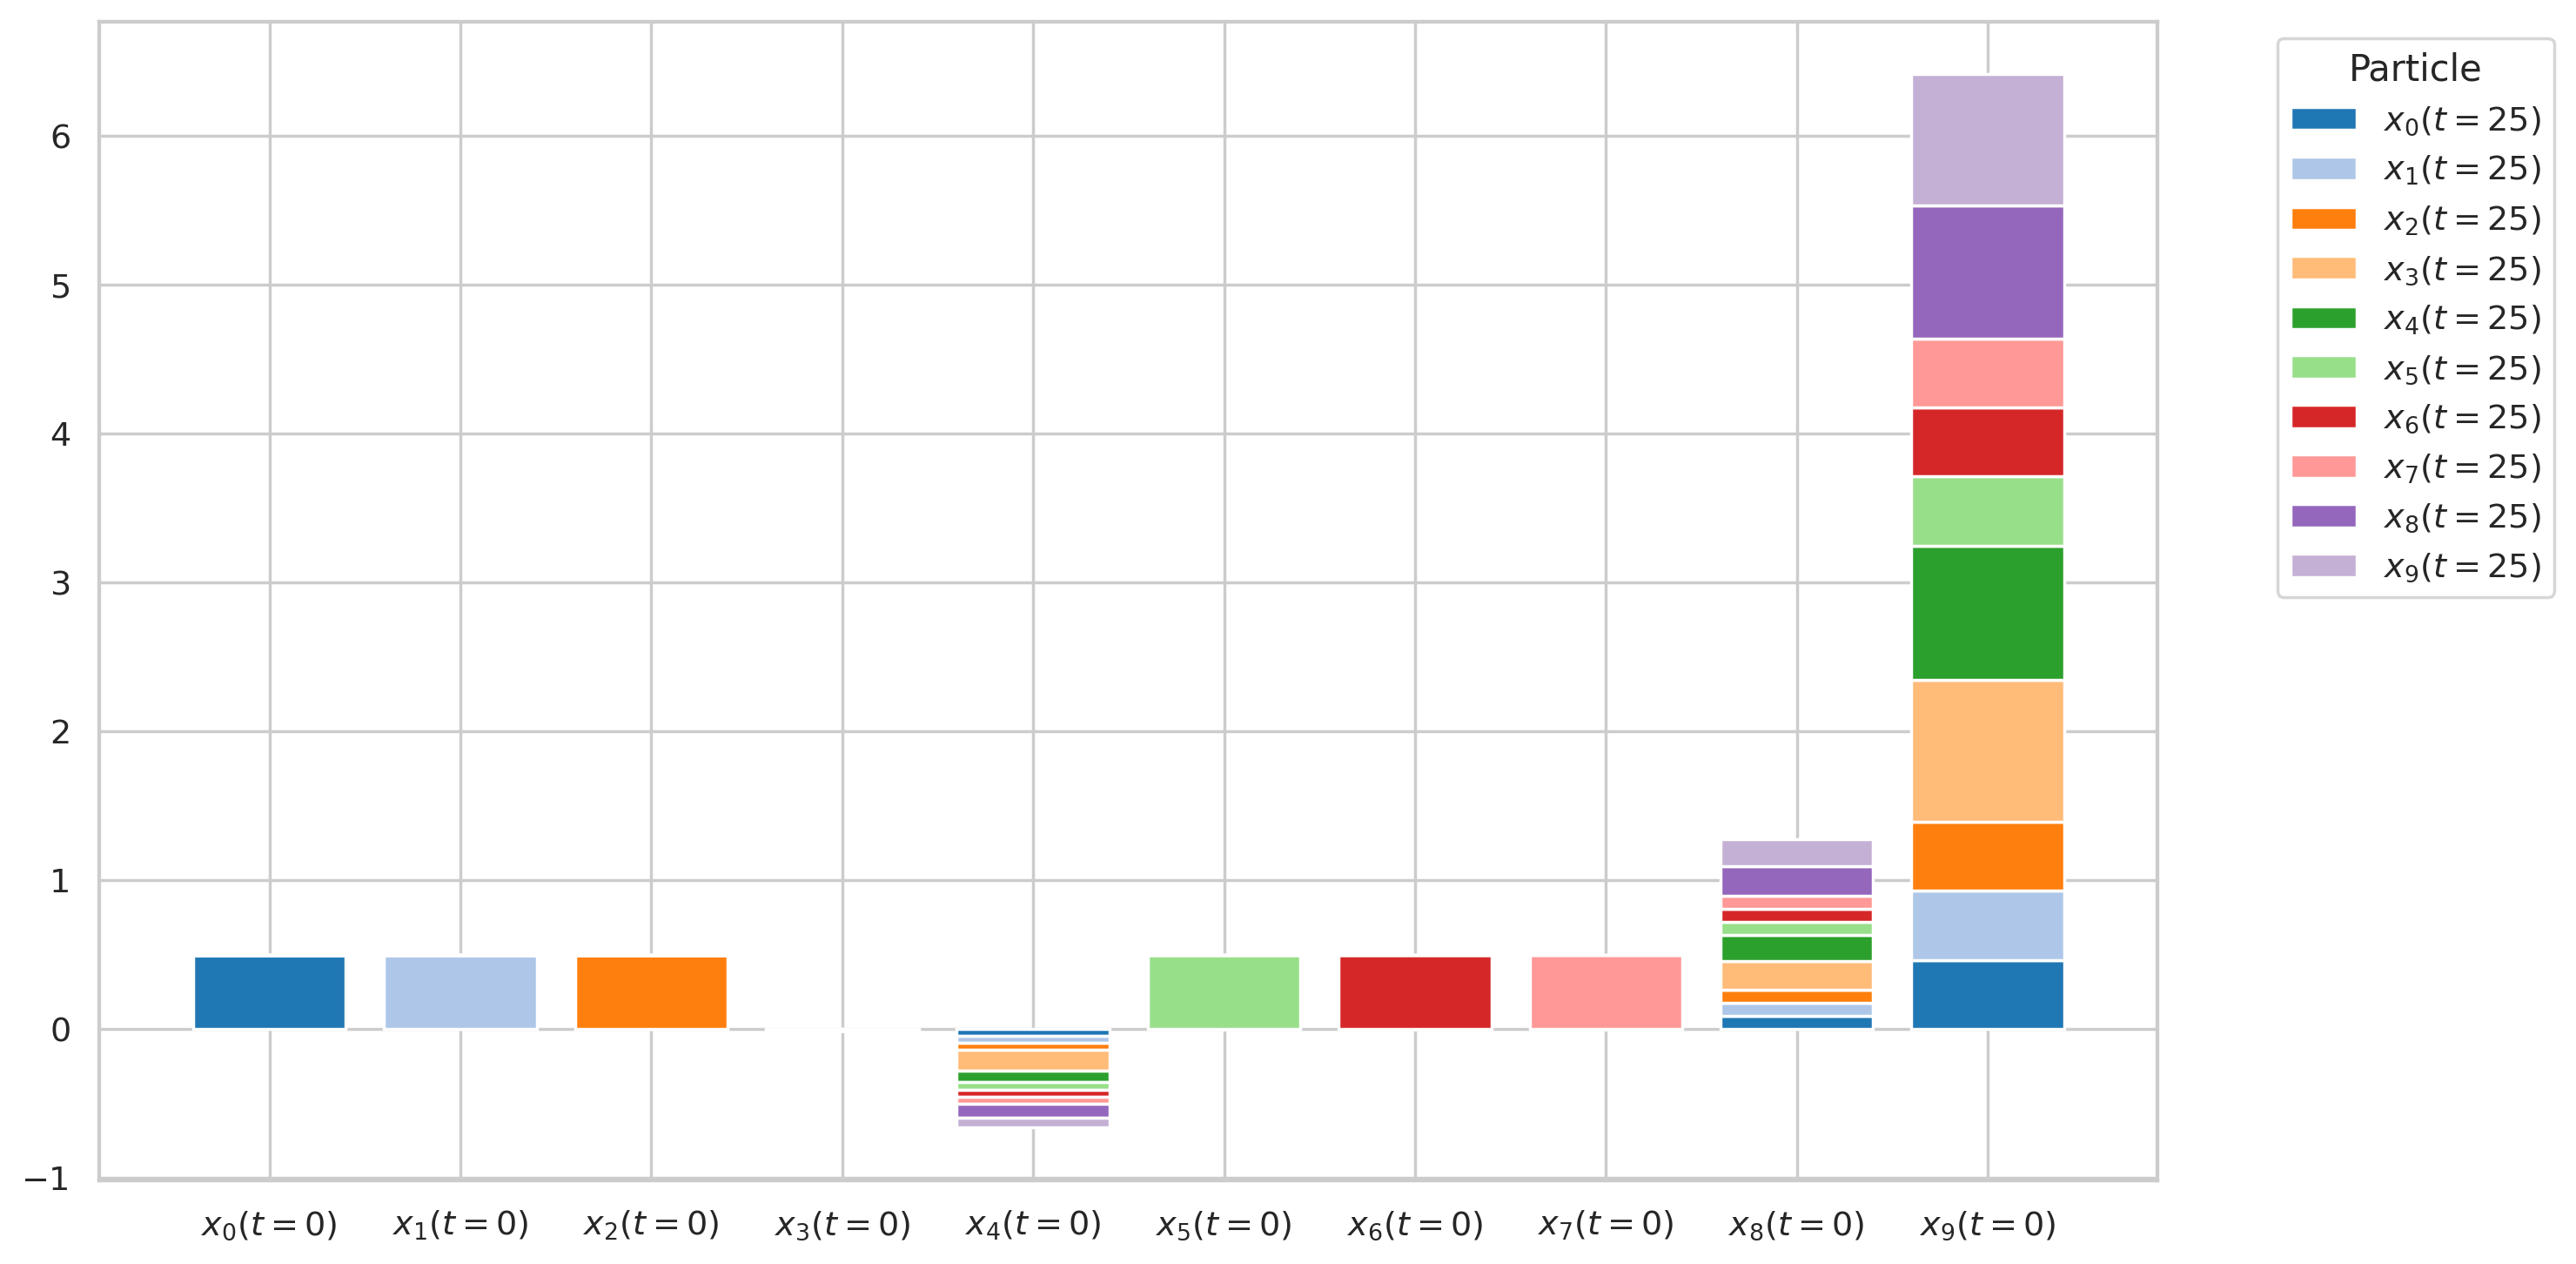 6
5
4
3
2
1
0
−1
x₀(t = 0)
x₁(t = 0)
x₂(t = 0)
x₃(t = 0)
x₄(t = 0)
x₅(t = 0)
x₆(t = 0)
x₇(t = 0)
x₈(t = 0)
x₉(t = 0)
Particle
x₀(t = 25)
x₁(t = 25)
x₂(t = 25)
x₃(t = 25)
x₄(t = 25)
x₅(t = 25)
x₆(t = 25)
x₇(t = 25)
x₈(t = 25)
x₉(t = 25)